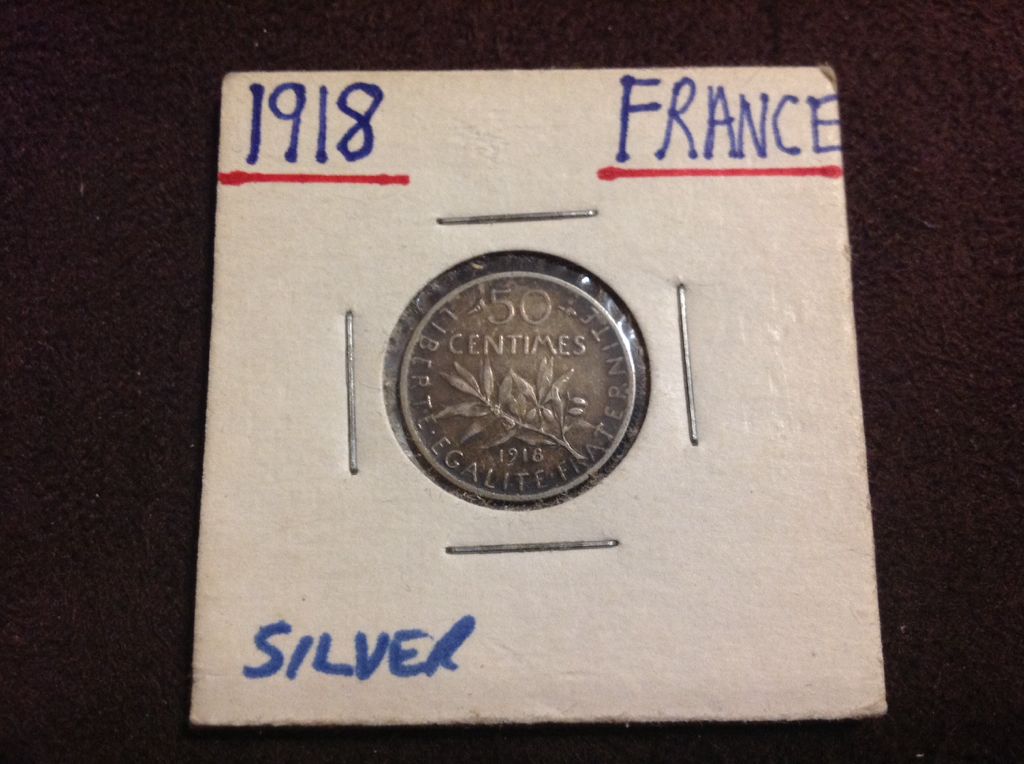 1918 FRANCE
50
CENTIMES
LIBERTE·EGALITE·FRATERNITE
1918
SILVER